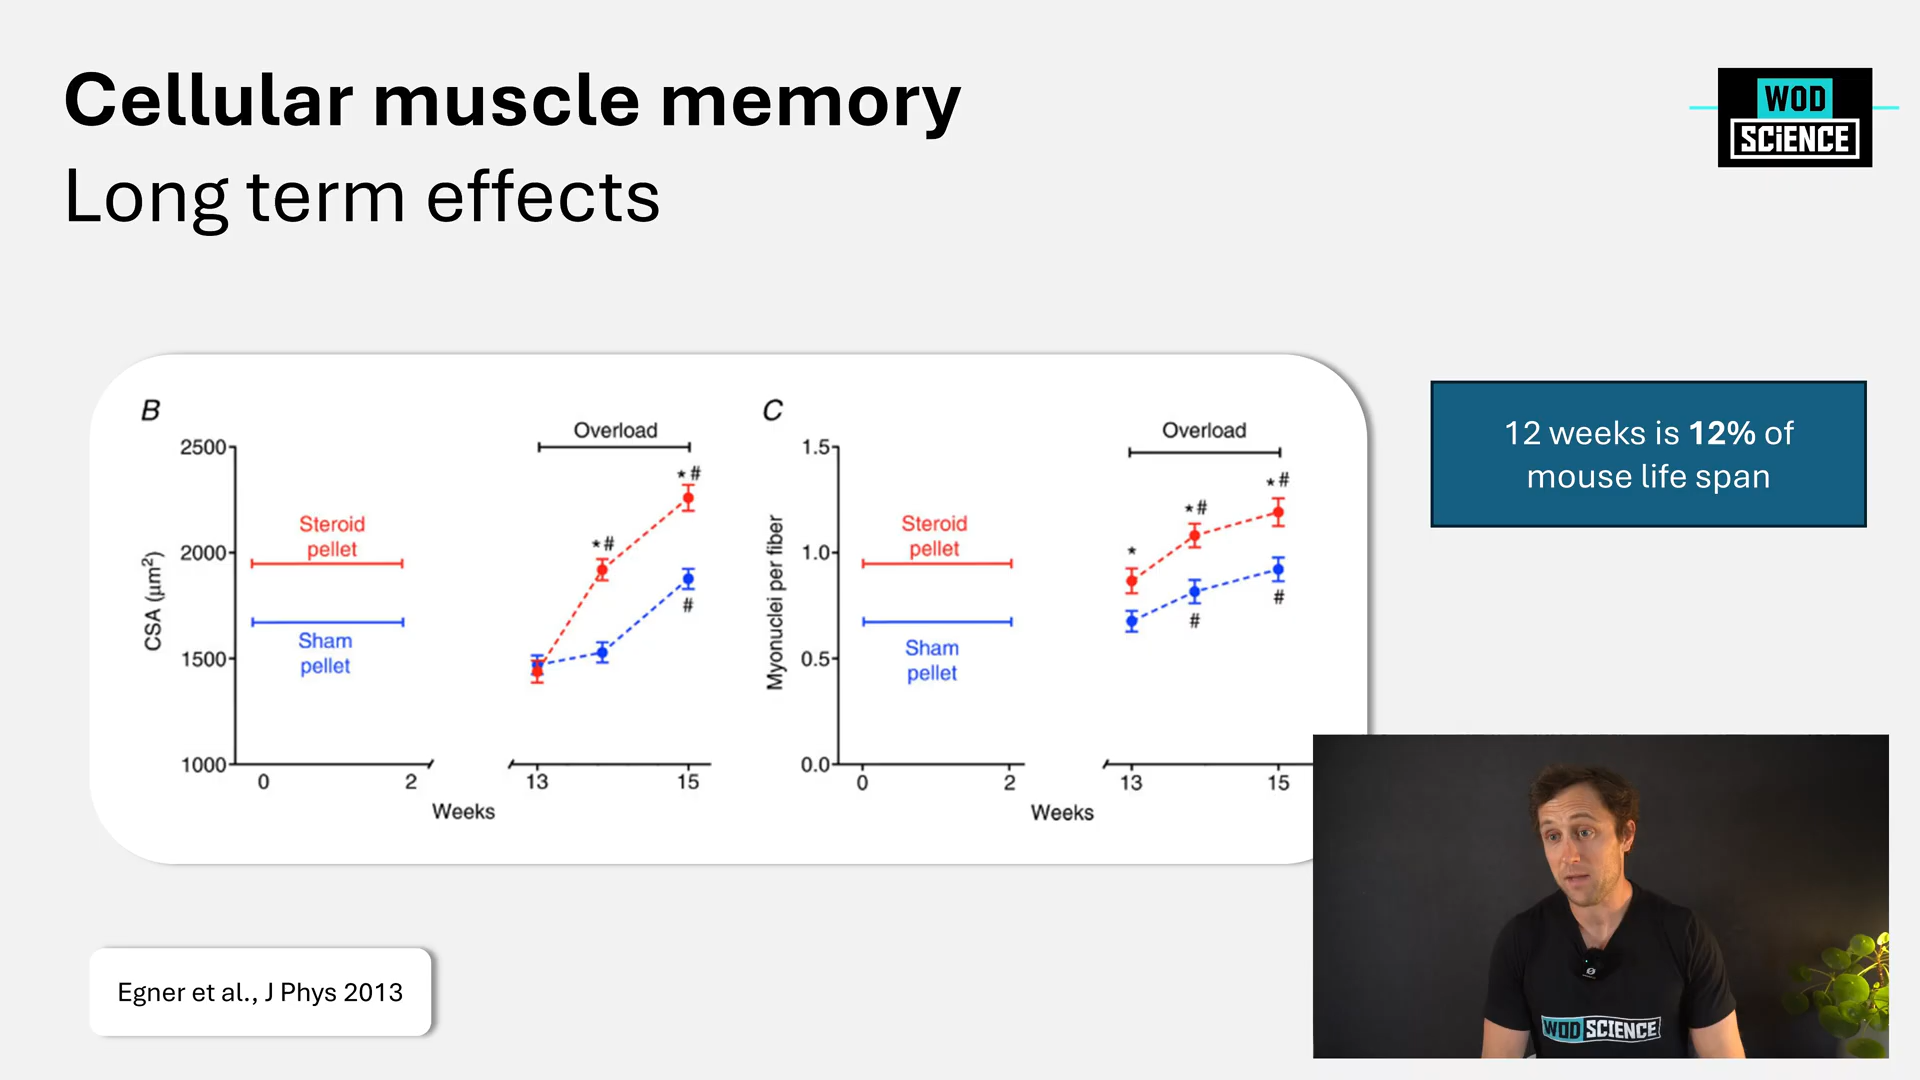 Cellular muscle memory
Long term effects
WOD
SCiENCE
B
Overload
2500
2000
1500
1000
CSA (μm²)
Steroid
pellet
Sham
pellet
*#
*#
#
0
2
13
15
Weeks
C
Overload
1.5
1.0
0.5
0.0
Myonuclei per fiber
Steroid
pellet
Sham
pellet
*
*#
*#
#
#
0
2
13
15
Weeks
12 weeks is 12% of
mouse life span
Egner et al., J Phys 2013
WOD SCIENCE